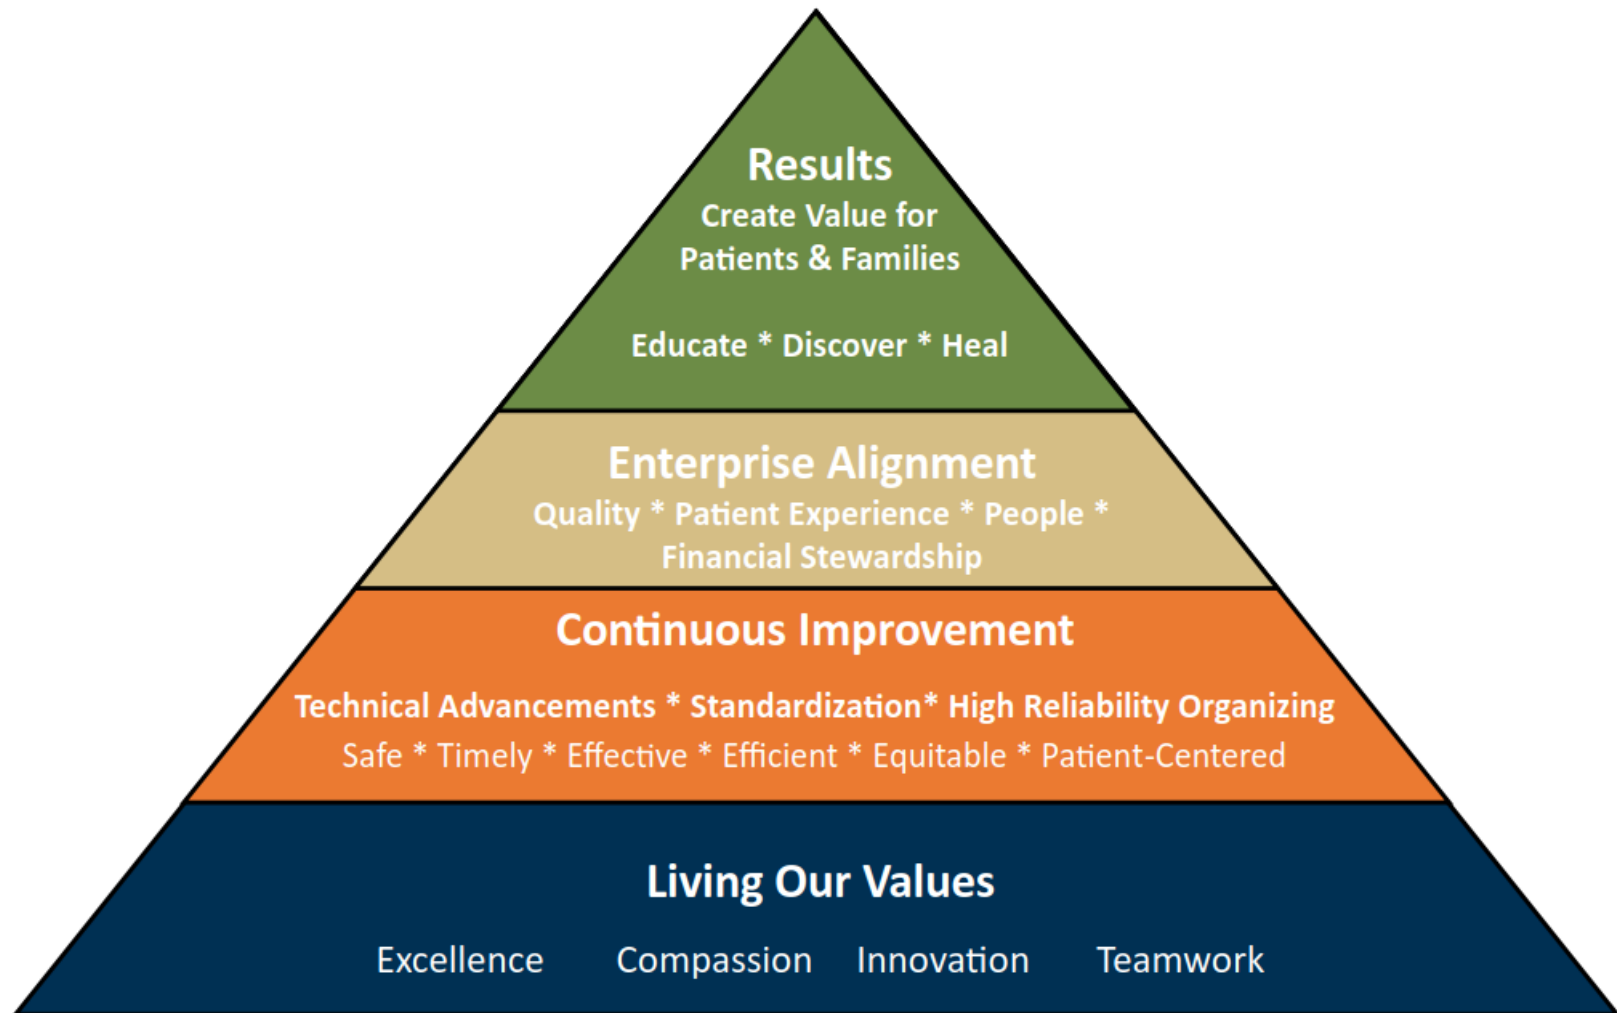 Results
Create Value for
Patients & Families
Educate * Discover * Heal
Enterprise Alignment
Quality * Patient Experience * People *
Financial Stewardship
Continuous Improvement
Technical Advancements * Standardization* High Reliability Organizing
Safe * Timely * Effective * Efficient * Equitable * Patient-Centered
Living Our Values
Excellence Compassion Innovation Teamwork